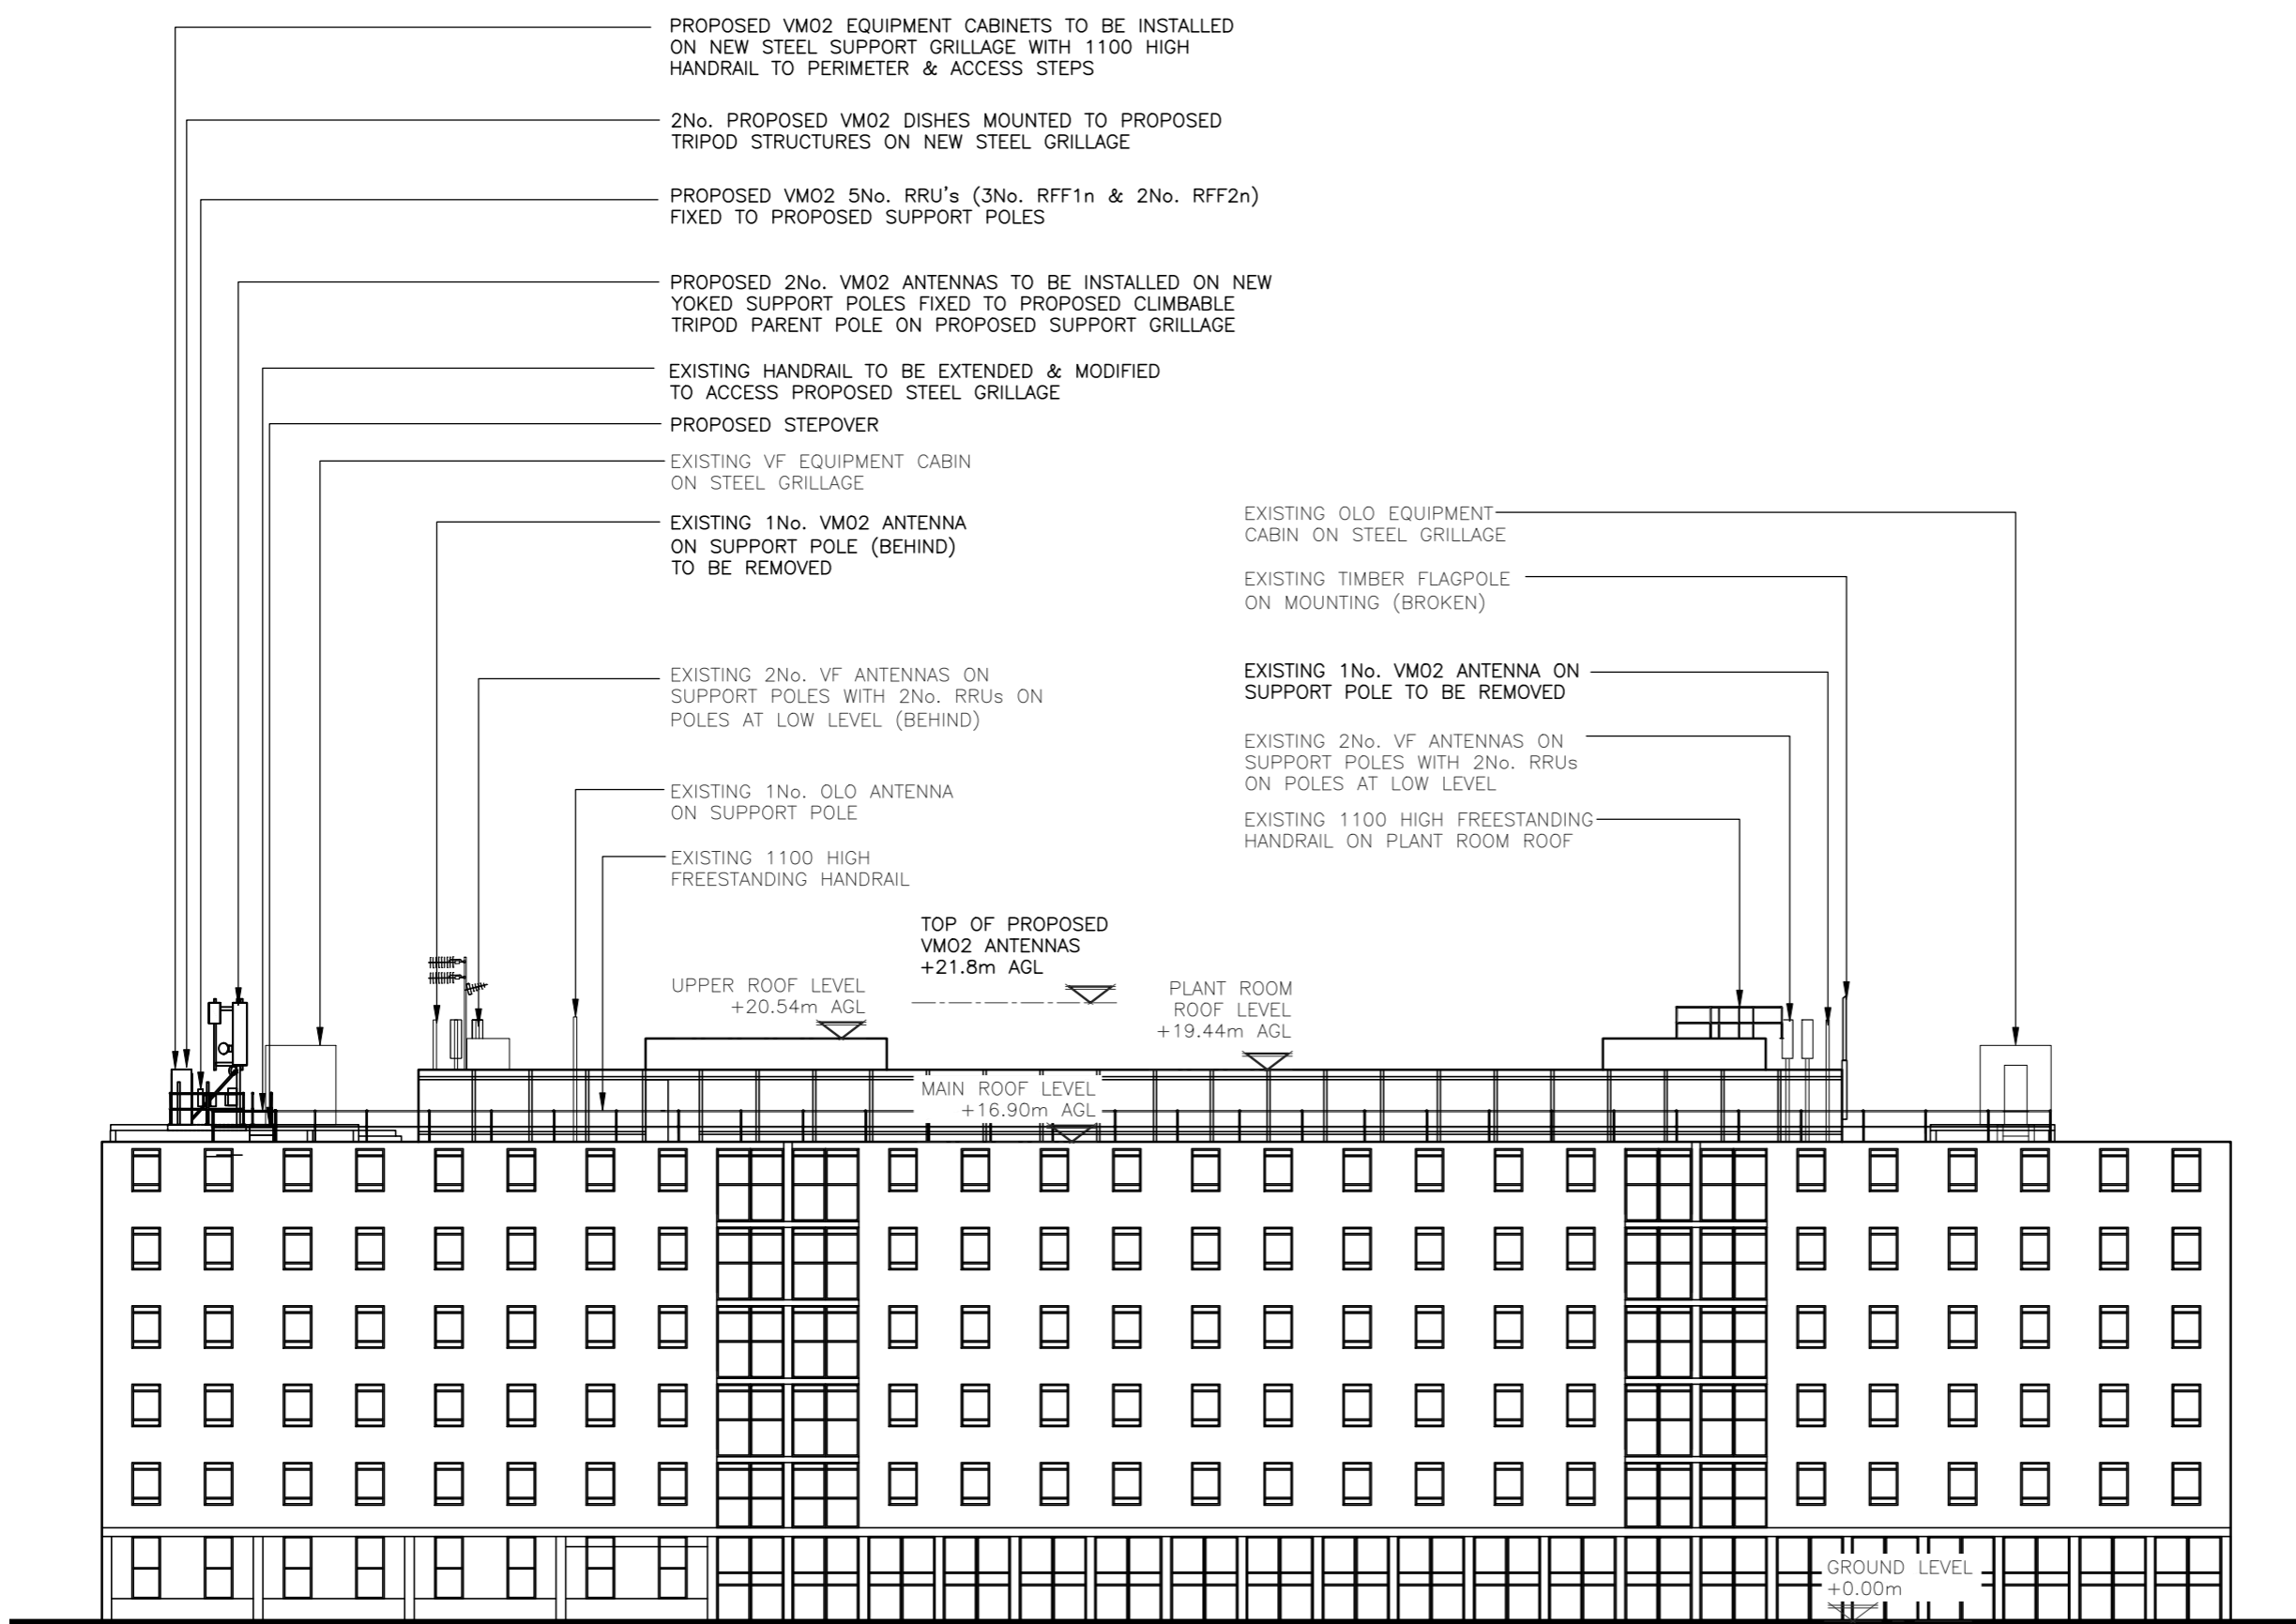 PROPOSED VMO2 EQUIPMENT CABINETS TO BE INSTALLED
ON NEW STEEL SUPPORT GRILLAGE WITH 1100 HIGH
HANDRAIL TO PERIMETER & ACCESS STEPS
2No. PROPOSED VMO2 DISHES MOUNTED TO PROPOSED
TRIPOD STRUCTURES ON NEW STEEL GRILLAGE
PROPOSED VMO2 5No. RRU's (3No. RFF1n & 2No. RFF2n)
FIXED TO PROPOSED SUPPORT POLES
PROPOSED 2No. VMO2 ANTENNAS TO BE INSTALLED ON NEW
YOKED SUPPORT POLES FIXED TO PROPOSED CLIMBABLE
TRIPOD PARENT POLE ON PROPOSED SUPPORT GRILLAGE
EXISTING HANDRAIL TO BE EXTENDED & MODIFIED
TO ACCESS PROPOSED STEEL GRILLAGE
PROPOSED STEPOVER
EXISTING VF EQUIPMENT CABIN
ON STEEL GRILLAGE
EXISTING 1No. VMO2 ANTENNA
ON SUPPORT POLE (BEHIND)
TO BE REMOVED
EXISTING 2No. VF ANTENNAS ON
SUPPORT POLES WITH 2No. RRUs ON
POLES AT LOW LEVEL (BEHIND)
EXISTING 1No. OLO ANTENNA
ON SUPPORT POLE
EXISTING 1100 HIGH
FREESTANDING HANDRAIL
EXISTING OLO EQUIPMENT
CABIN ON STEEL GRILLAGE
EXISTING TIMBER FLAGPOLE
ON MOUNTING (BROKEN)
EXISTING 1No. VMO2 ANTENNA ON
SUPPORT POLE TO BE REMOVED
EXISTING 2No. VF ANTENNAS ON
SUPPORT POLES WITH 2No. RRUs
ON POLES AT LOW LEVEL
EXISTING 1100 HIGH FREESTANDING
HANDRAIL ON PLANT ROOM ROOF
TOP OF PROPOSED
VMO2 ANTENNAS
+21.8m AGL
UPPER ROOF LEVEL
+20.54m AGL
PLANT ROOM
ROOF LEVEL
+19.44m AGL
MAIN ROOF LEVEL
+16.90m AGL
GROUND LEVEL
+0.00m